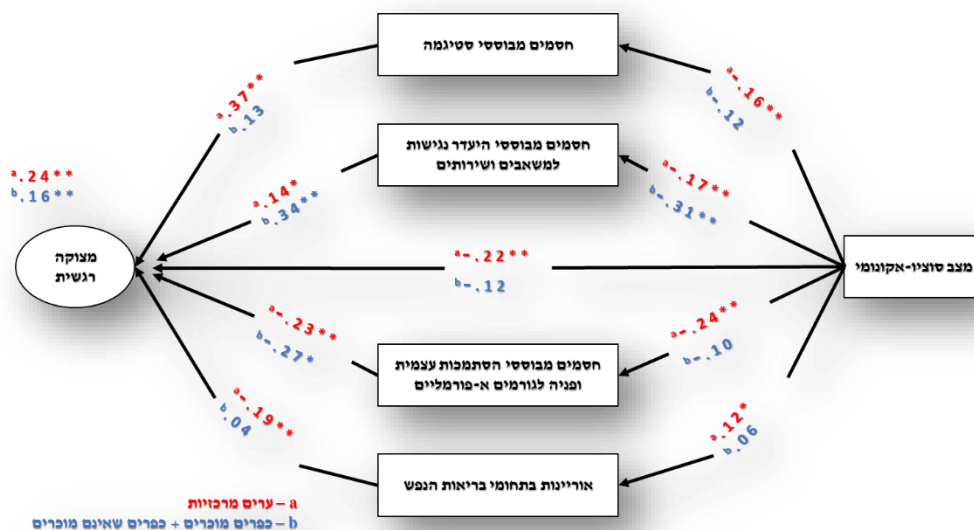 חסמים מבוססי סטיגמה
a-.16**
b-.12
a.37**
b.13
חסמים מבוססי היעדר נגישות
למשאבים ושירותים
a-.17**
b-.31**
a.14*
b.34**
a.24**
b.16**
מצב סוציו-אקונומי
a-.22**
b-.12
מצוקה
רגשית
חסמים מבוססי הסתמכות עצמית
ופניה לגורמים א-פורמליים
a-.24**
b-.10
a-.23**
b-.27*
אוריינות בתחומי בריאות הנפש
a.12*
b.06
a-.19**
b.04
a – ערים מרכזיות
b – כפרים מוכרים + כפרים שאינם מוכרים